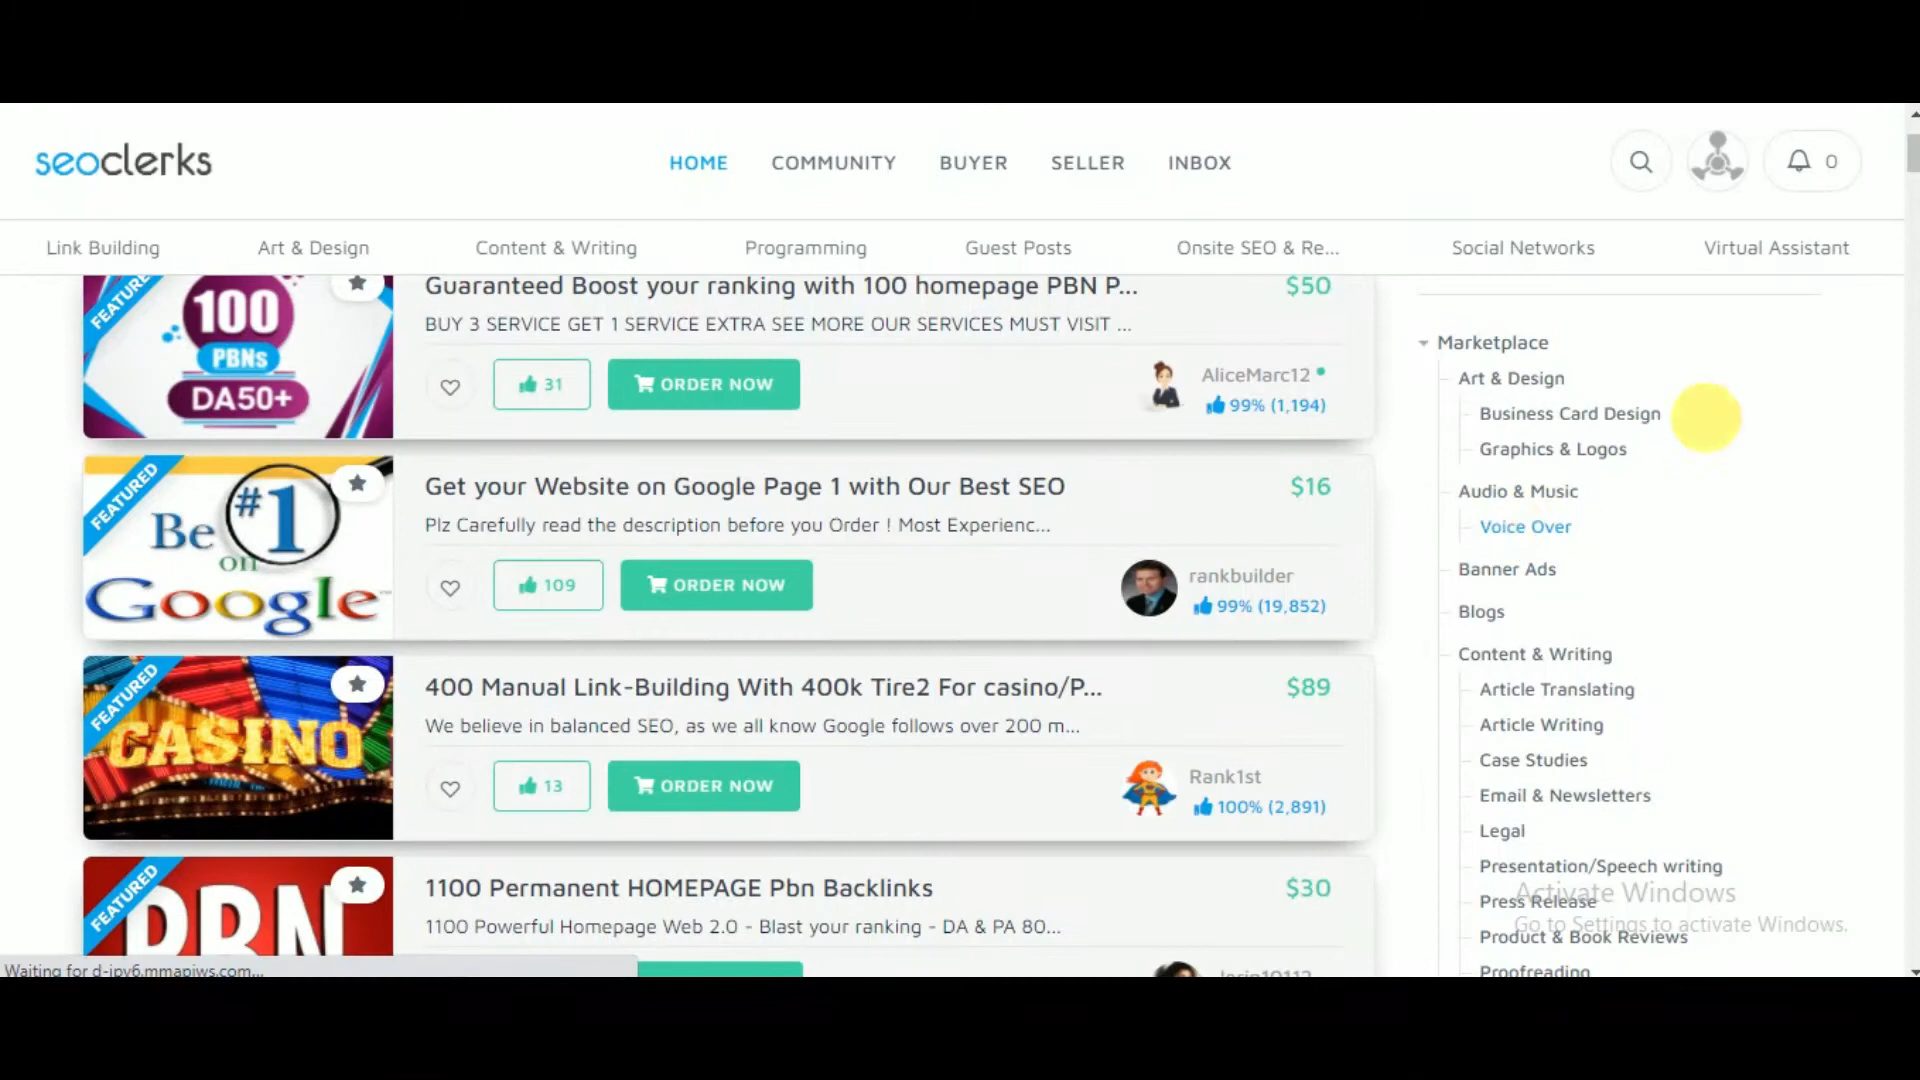 seoclerks
HOME COMMUNITY BUYER SELLER INBOX
0
Link Building Art & Design Content & Writing Programming Guest Posts Onsite SEO & Re... Social Networks Virtual Assistant
FEATURED
100
PBNs
DA50+
Guaranteed Boost your ranking with 100 homepage PBN P...
$50
BUY 3 SERVICE GET 1 SERVICE EXTRA SEE MORE OUR SERVICES MUST VISIT ...
31
ORDER NOW
AliceMarc12
99% (1,194)
FEATURED
Be #1
on
Google
Get your Website on Google Page 1 with Our Best SEO
$16
Plz Carefully read the description before you Order ! Most Experienc...
109
ORDER NOW
rankbuilder
99% (19,852)
FEATURED
CASINO
400 Manual Link-Building With 400k Tire2 For casino/P...
$89
We believe in balanced SEO, as we all know Google follows over 200 m...
13
ORDER NOW
Rank1st
100% (2,891)
FEATURED
PBN
1100 Permanent HOMEPAGE Pbn Backlinks
$30
1100 Powerful Homepage Web 2.0 - Blast your ranking - DA & PA 80...
Waiting for d-ipv6.mmapiws.com...
Marketplace
Art & Design
Business Card Design
Graphics & Logos
Audio & Music
Voice Over
Banner Ads
Blogs
Content & Writing
Article Translating
Article Writing
Case Studies
Email & Newsletters
Legal
Presentation/Speech writing
Press Release
Product & Book Reviews
Proofreading
Activate Windows
Go to Settings to activate Windows.